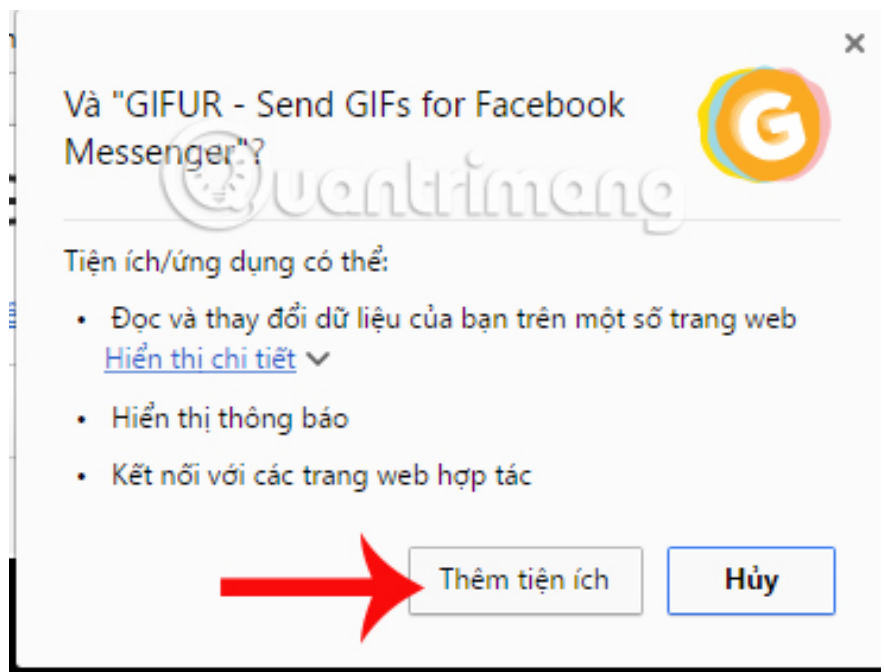 Và "GIFUR - Send GIFs for Facebook
Messenger"?
G
Quantrimang
Tiện ích/ứng dụng có thể:
• Đọc và thay đổi dữ liệu của bạn trên một số trang web
Hiển thị chi tiết
• Hiển thị thông báo
• Kết nối với các trang web hợp tác
Thêm tiện ích
Hủy